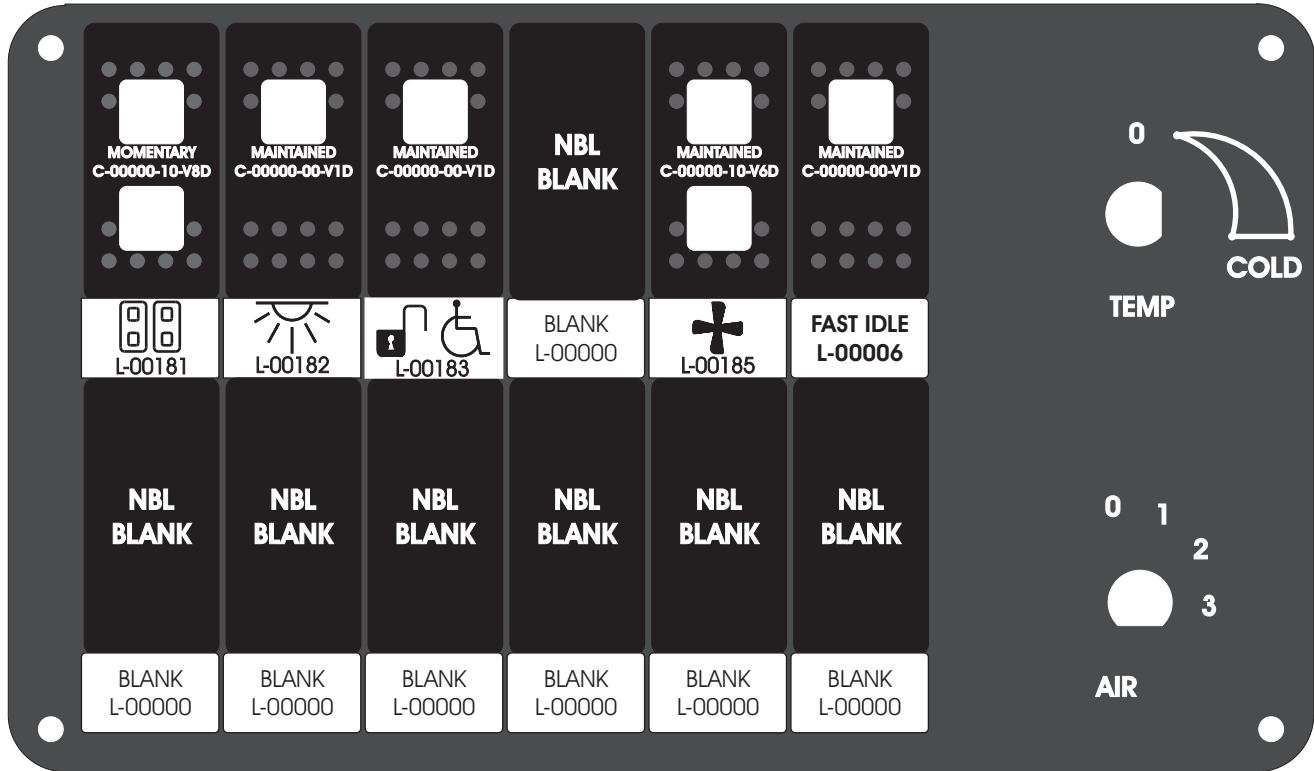 MOMENTARY
C-00000-10-V8D
MAINTAINED
C-00000-00-V1D
MAINTAINED
C-00000-00-V1D
NBL
BLANK
MAINTAINED
C-00000-10-V6D
MAINTAINED
C-00000-00-V1D
L-00181
L-00182
L-00183
BLANK
L-00000
L-00185
FAST IDLE
L-00006
NBL
BLANK
NBL
BLANK
NBL
BLANK
NBL
BLANK
NBL
BLANK
NBL
BLANK
BLANK
L-00000
BLANK
L-00000
BLANK
L-00000
BLANK
L-00000
BLANK
L-00000
BLANK
L-00000
0
COLD
TEMP
0
1
2
3
AIR